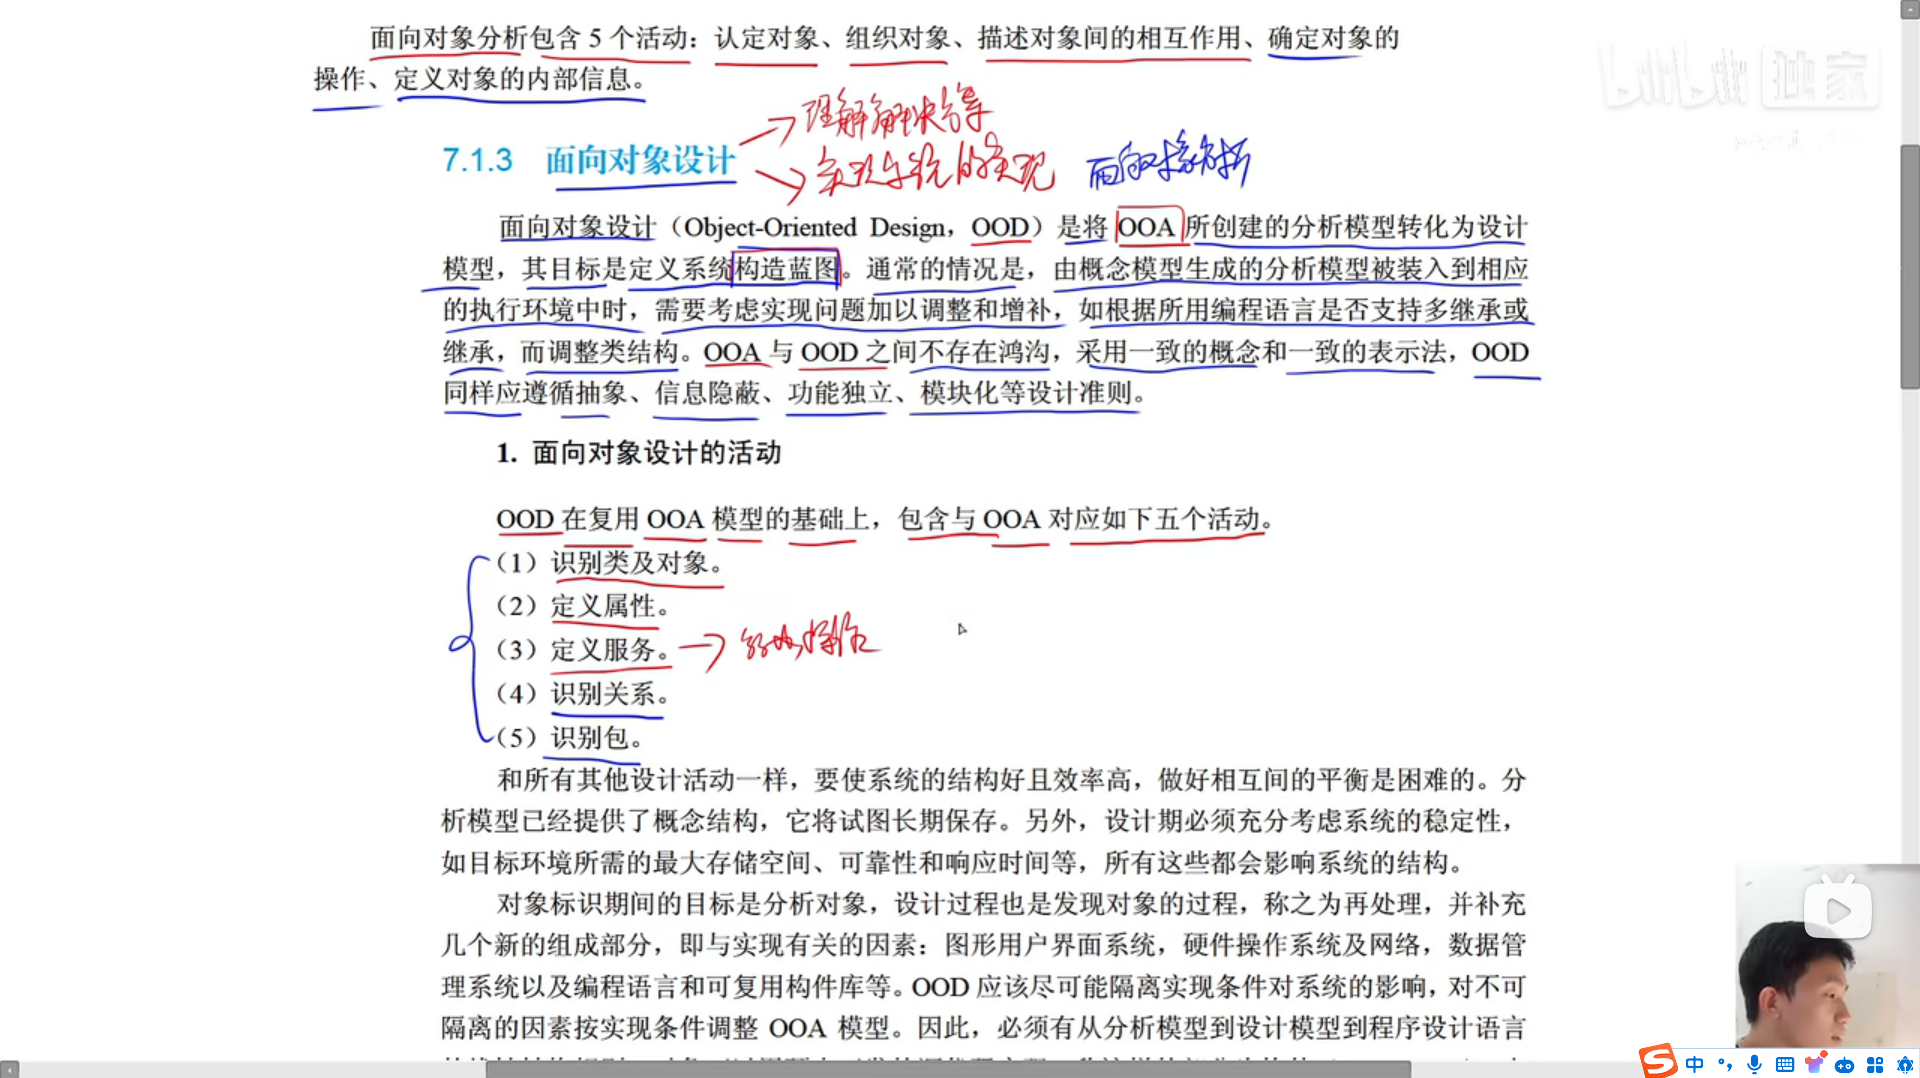 面向对象分析包含 5 个活动：认定对象、组织对象、描述对象间的相互作用、确定对象的
操作、定义对象的内部信息。
理解解决方案
7.1.3 面向对象设计
面向对象分析
面向对象设计（Object-Oriented Design，OOD）是将 OOA 所创建的分析模型转化为设计
模型，其目标是定义系统构造蓝图。通常的情况是，由概念模型生成的分析模型被装入到相应
的执行环境中时，需要考虑实现问题加以调整和增补，如根据所用编程语言是否支持多继承或
继承，而调整类结构。OOA 与 OOD 之间不存在鸿沟，采用一致的概念和一致的表示法，OOD
同样应遵循抽象、信息隐蔽、功能独立、模块化等设计准则。
1. 面向对象设计的活动
OOD 在复用 OOA 模型的基础上，包含与 OOA 对应如下五个活动。
（1）识别类及对象。
（2）定义属性。
（3）定义服务。
（4）识别关系。
（5）识别包。
和所有其他设计活动一样，要使系统的结构好且效率高，做好相互间的平衡是困难的。分
析模型已经提供了概念结构，它将试图长期保存。另外，设计期必须充分考虑系统的稳定性，
如目标环境所需的最大存储空间、可靠性和响应时间等，所有这些都会影响系统的结构。
对象标识期间的目标是分析对象，设计过程也是发现对象的过程，称之为再处理，并补充
几个新的组成部分，即与实现有关的因素：图形用户界面系统，硬件操作系统及网络，数据管
理系统以及编程语言和可复用构件库等。OOD 应该尽可能隔离实现条件对系统的影响，对不可
隔离的因素按实现条件调整 OOA 模型。因此，必须有从分析模型到设计模型到程序设计语言
bilibili 独家
中